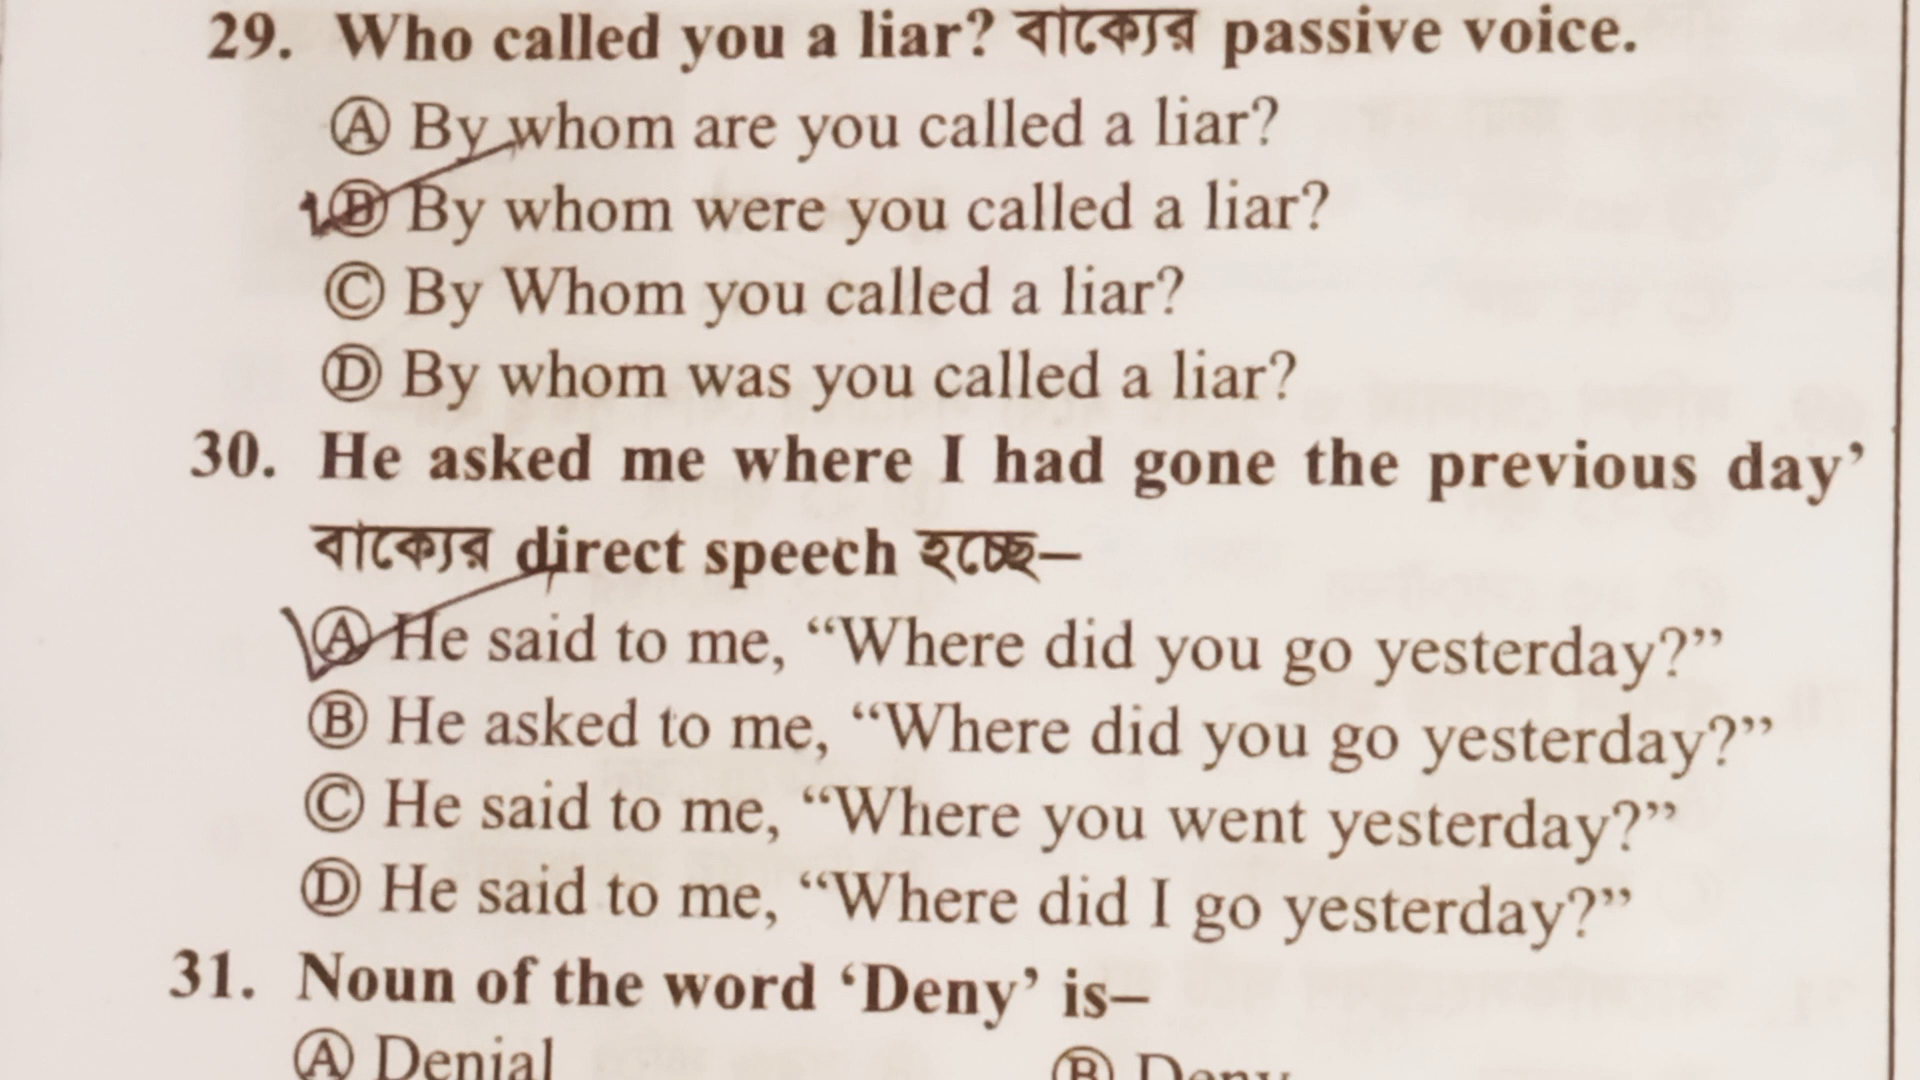 29. Who called you a liar? বাক্যের passive voice.
Ⓐ By whom are you called a liar?
Ⓑ By whom were you called a liar?
Ⓒ By Whom you called a liar?
Ⓓ By whom was you called a liar?
30. He asked me where I had gone the previous day’
বাক্যের direct speech হচ্ছে–
Ⓐ He said to me, “Where did you go yesterday?”
Ⓑ He asked to me, “Where did you go yesterday?”
Ⓒ He said to me, “Where you went yesterday?”
Ⓓ He said to me, “Where did I go yesterday?”
31. Noun of the word ‘Deny’ is–
Ⓐ Denial Ⓑ Deny